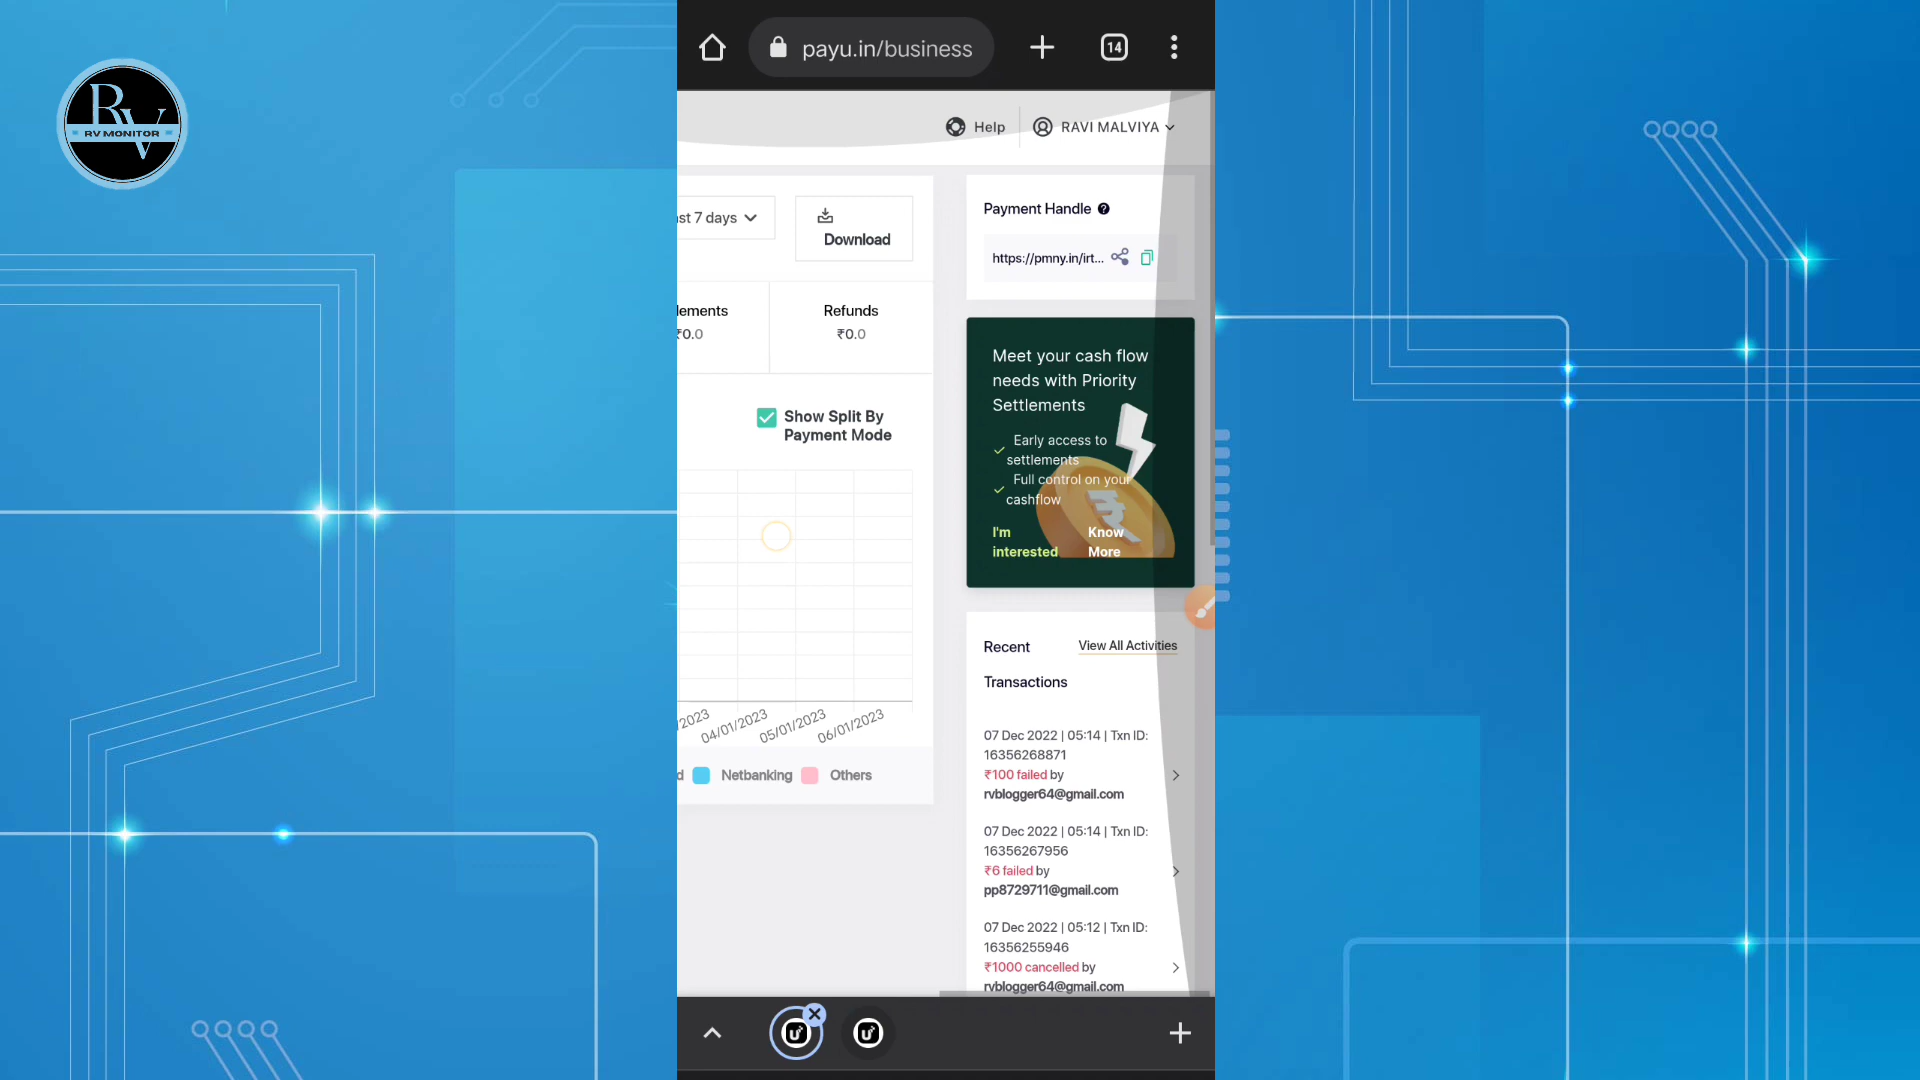 RV
RV MONITOR
payu.in/business
14
Help
RAVI MALVIYA
ast 7 days
Download
Payment Handle
https://pmny.in/irt...
lements
₹0.0
Refunds
₹0.0
Show Split By
Payment Mode
Meet your cash flow
needs with Priority
Settlements
Early access to
settlements
Full control on your
cashflow
I'm
interested
Know
More
/2023
04/01/2023
05/01/2023
06/01/2023
d
Netbanking
Others
Recent
Transactions
View All Activities
07 Dec 2022 | 05:14 | Txn ID:
16356268871
₹100 failed by
rvblogger64@gmail.com
07 Dec 2022 | 05:14 | Txn ID:
16356267956
₹6 failed by
pp8729711@gmail.com
07 Dec 2022 | 05:12 | Txn ID:
16356255946
₹1000 cancelled by
rvblogger64@gmail.com